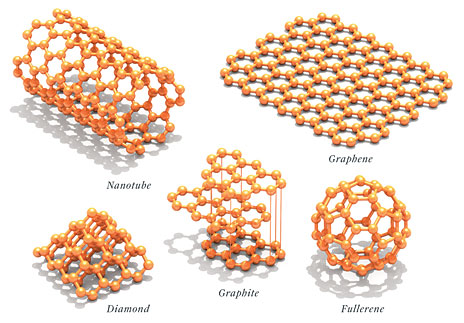 Graphene
Nanotube
Graphite
Diamond
Fullerene